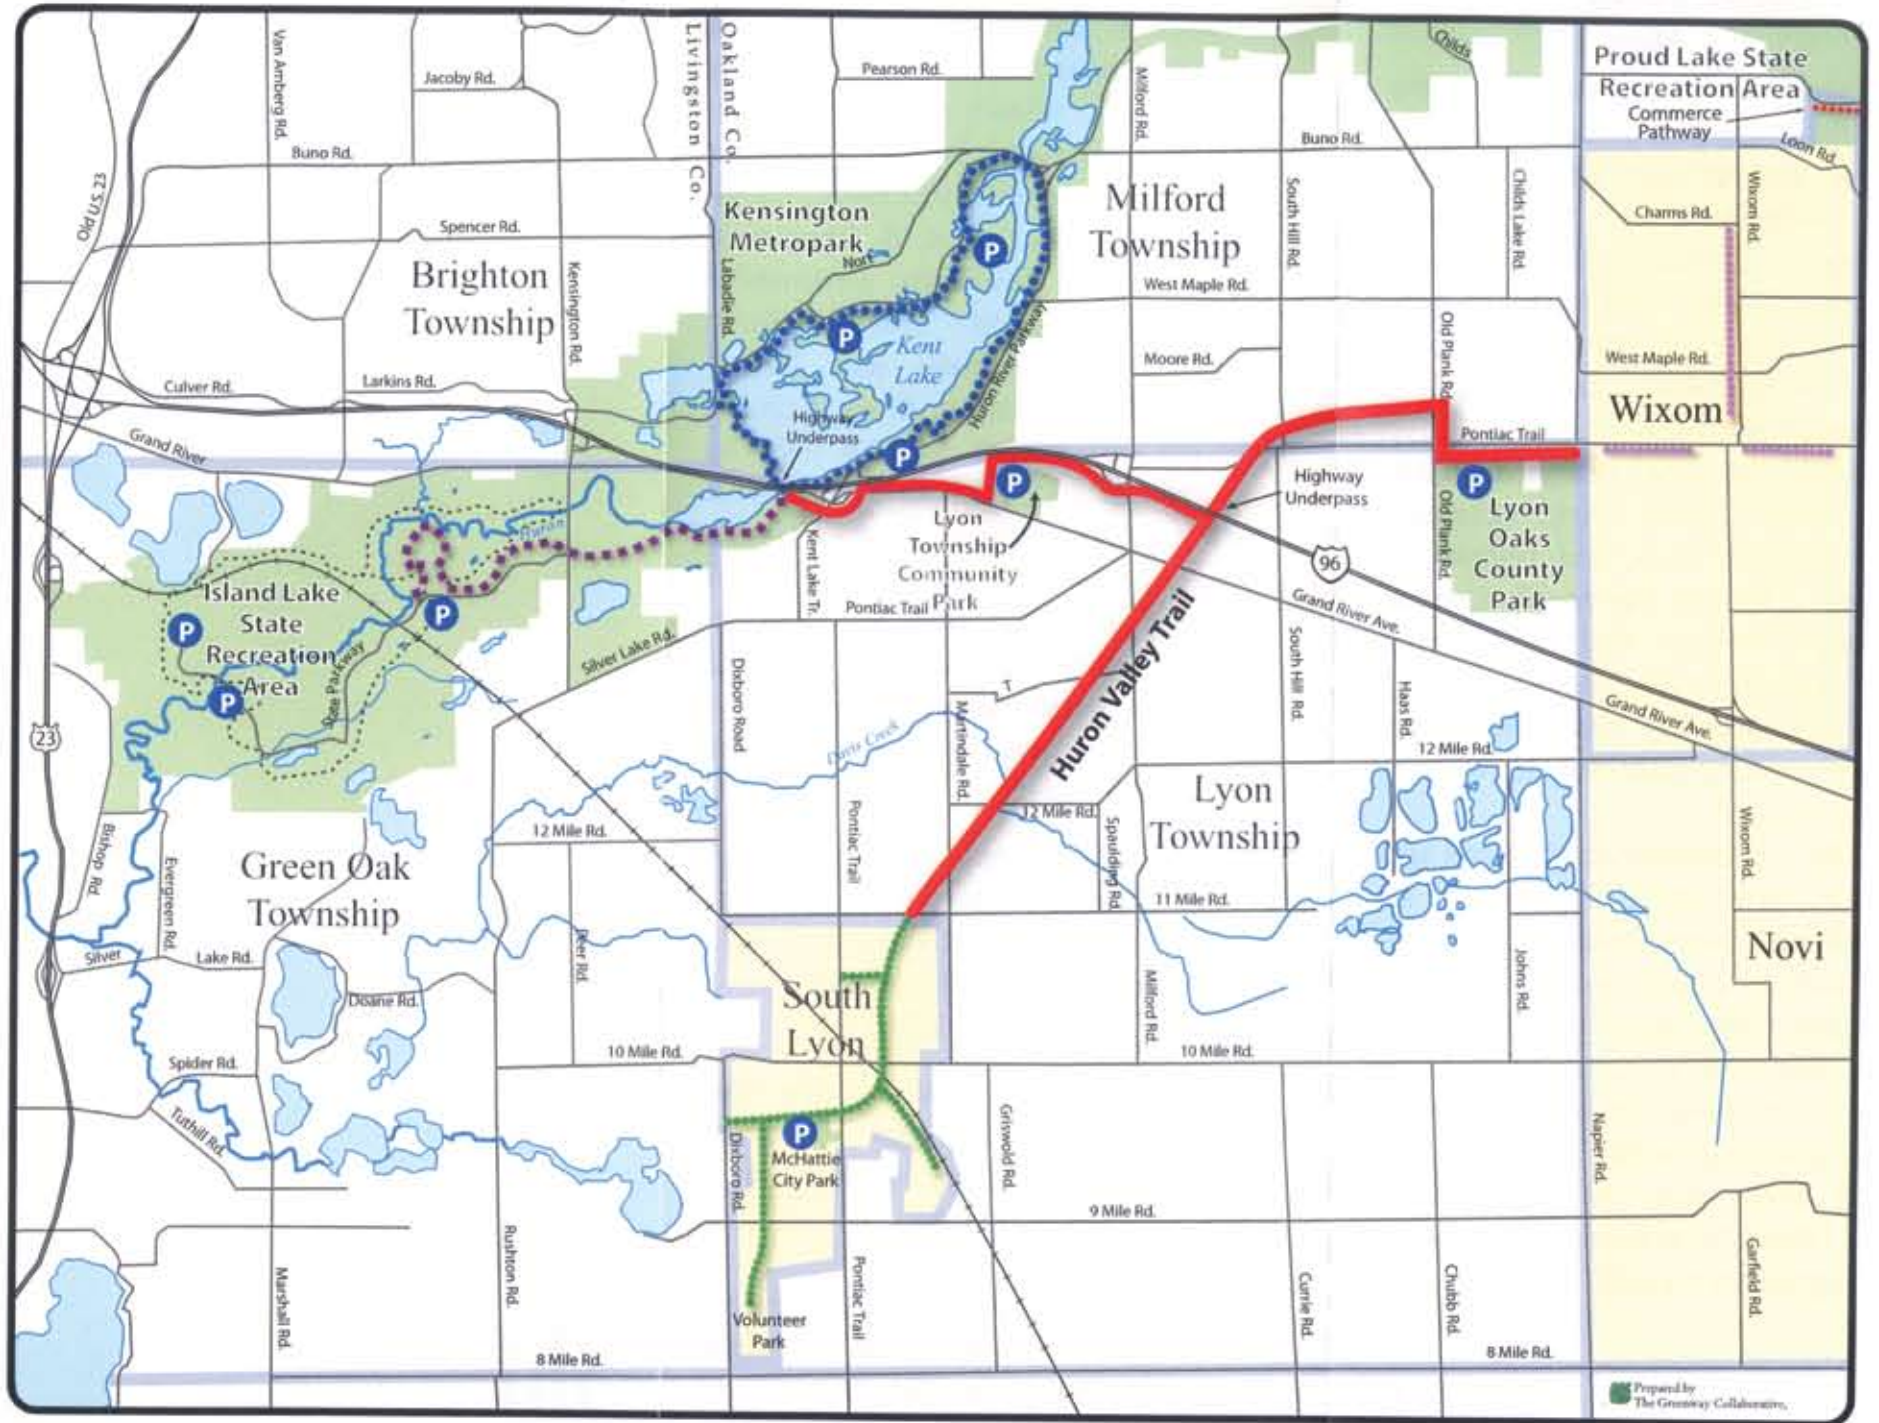 Van Amberg Rd.
Jacoby Rd.
Livingston Co.
Oakland Co.
Pearson Rd.
Milford Rd.
Childs
Proud Lake State
Recreation Area
Commerce
Pathway
Loon Rd.
Old U.S. 23
Buno Rd.
Buno Rd.
Spencer Rd.
Kensington
Metropark
Milford
Township
South Hill Rd.
Childs Lake Rd.
Charms Rd.
Wixom Rd.
Brighton
Township
Kensington Rd.
Labadie Rd.
P
West Maple Rd.
P
Kent
Lake
Huron River Parkway
Moore Rd.
Old Plank Rd.
West Maple Rd.
Culver Rd.
Larkins Rd.
Highway
Underpass
Wixom
Grand River
P
Pontiac Trail
P
Highway
Underpass
P
Lyon
Oaks
County
Park
Old Plank Rd.
Huron
Lyon
Township
Community
Park
Kent Lake Tr.
96
Island Lake
State
Recreation
Area
P
P
P
State Parkway
Pontiac Trail
Grand River Ave.
Silver Lake Rd.
Huron Valley Trail
South Hill Rd.
Haas Rd.
Grand River Ave.
23
Dixboro Road
Davis Creek
Martindale Rd.
T
12 Mile Rd.
Lyon
Township
12 Mile Rd.
12 Mile Rd.
Pontiac Trail
Spaulding Rd.
Wixom Rd.
Bishop Rd.
Evergreen Rd.
Green Oak
Township
11 Mile Rd.
Silver
Lake Rd.
Deer Rd.
Doane Rd.
South
Lyon
Milford Rd.
Johns Rd.
Novi
10 Mile Rd.
10 Mile Rd.
Spider Rd.
Tuthill Rd.
P
McHattie
City Park
Dixboro Rd.
Griswold Rd.
Napier Rd.
9 Mile Rd.
Rushton Rd.
Marshall Rd.
Pontiac Trail
Currie Rd.
Chubb Rd.
Garfield Rd.
Volunteer
Park
8 Mile Rd.
8 Mile Rd.
Prepared by
The Greenway Collaborative,